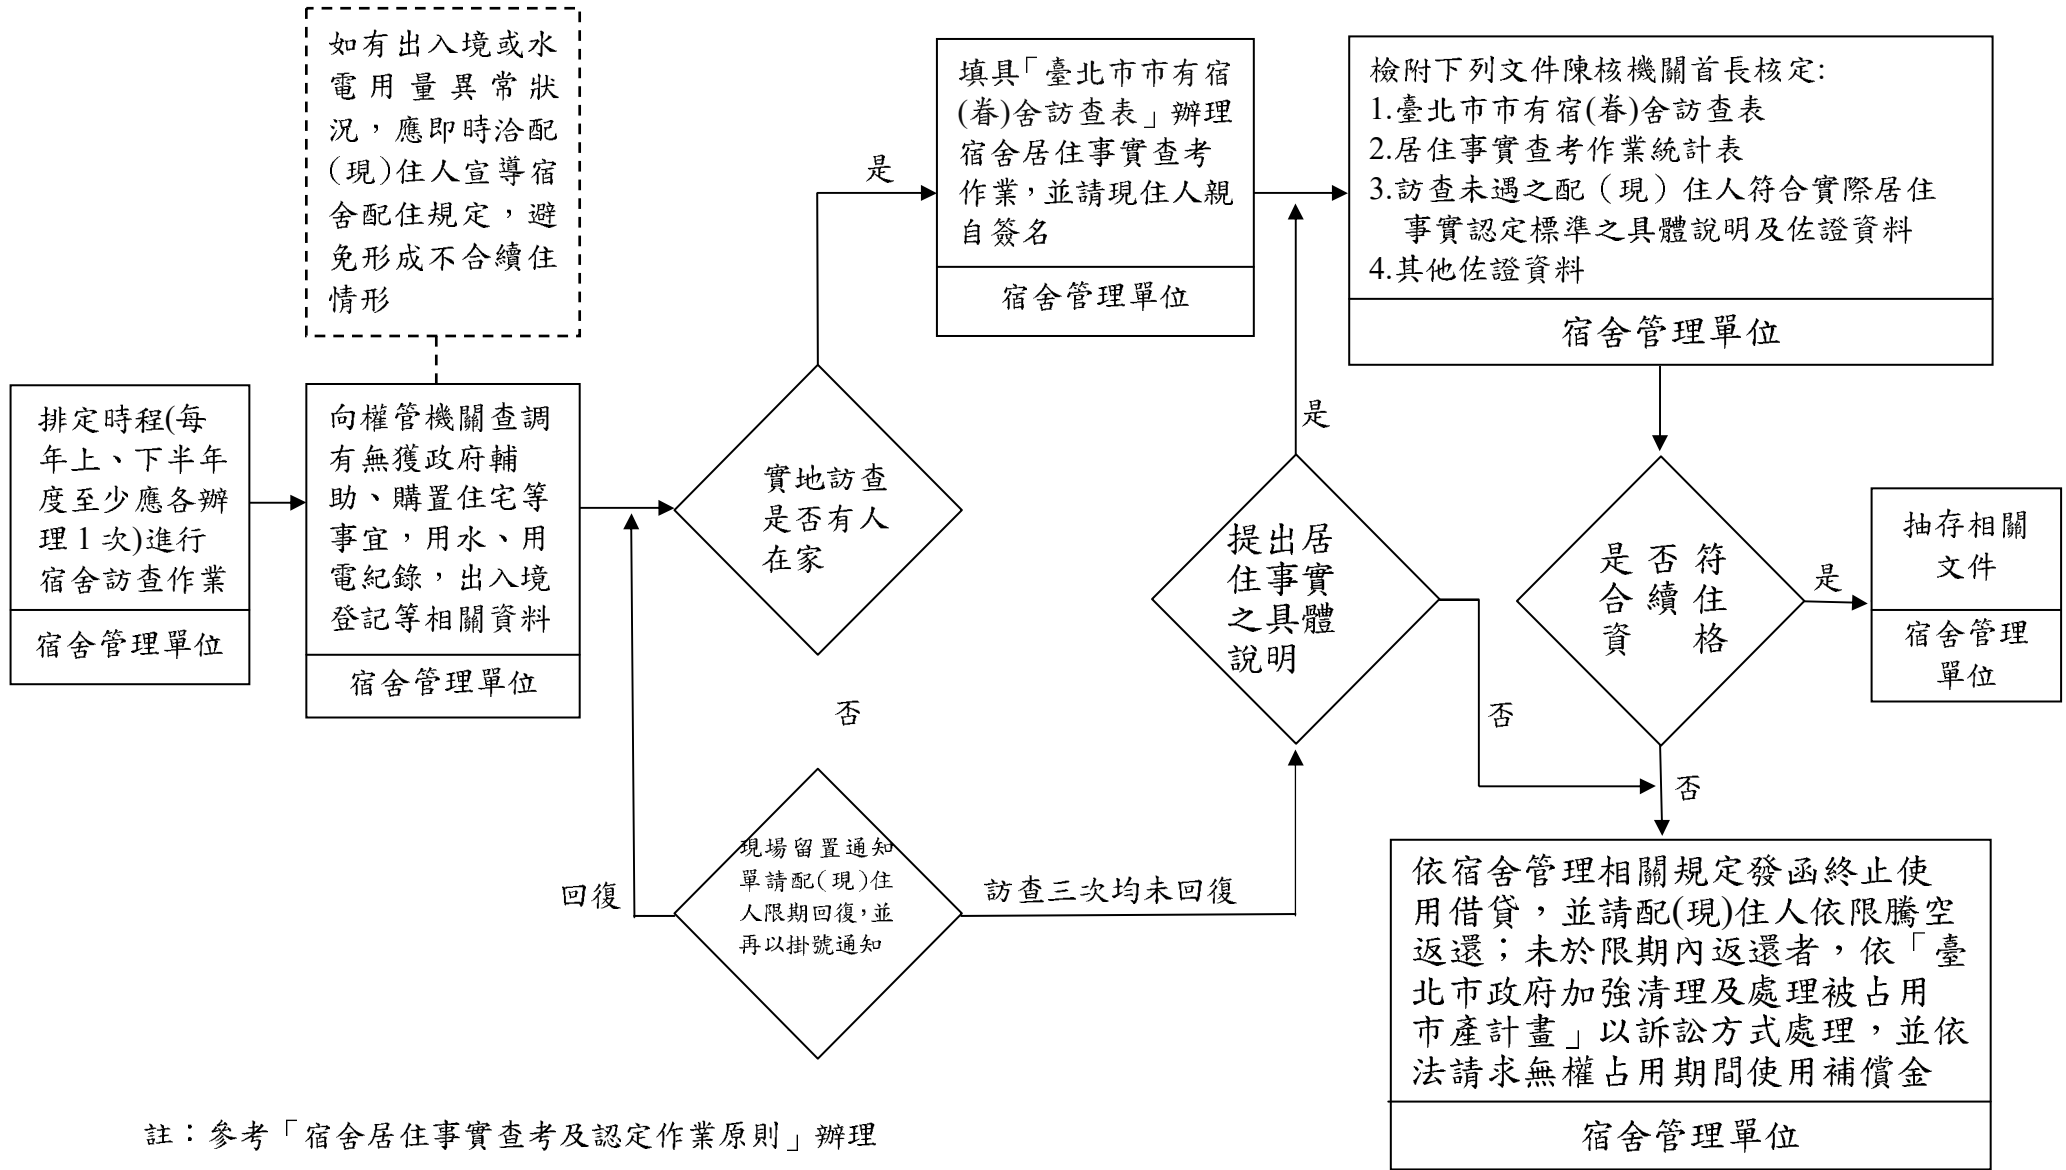 如有出入境或水
電用量異常狀
況，應即時洽配
(現)住人宣導宿
舍配住規定，避
免形成不合續住
情形
排定時程(每
年上、下半年
度至少應各辦
理1次)進行
宿舍訪查作業
宿舍管理單位
向權管機關查調
有無獲政府輔
助、購置住宅等
事宜，用水、用
電紀錄，出入境
登記等相關資料
宿舍管理單位
實地訪查
是否有人
在家
是
否
填具「臺北市市有宿
(眷)舍訪查表」辦理
宿舍居住事實查考
作業，並請現住人親
自簽名
宿舍管理單位
現場留置通知
單請配(現)住
人限期回復，並
再以掛號通知
回復
訪查三次均未回復
提出居
住事實
之具體
說明
是
否
檢附下列文件陳核機關首長核定:
1.臺北市市有宿(眷)舍訪查表
2.居住事實查考作業統計表
3.訪查未遇之配（現）住人符合實際居住
事實認定標準之具體說明及佐證資料
4.其他佐證資料
宿舍管理單位
是否符
合續住
資格
是
否
抽存相關
文件
宿舍管理
單位
依宿舍管理相關規定發函終止使
用借貸，並請配(現)住人依限騰空
返還；未於限期內返還者，依「臺
北市政府加強清理及處理被占用
市產計畫」以訴訟方式處理，並依
法請求無權占用期間使用補償金
宿舍管理單位
註：參考「宿舍居住事實查考及認定作業原則」辦理